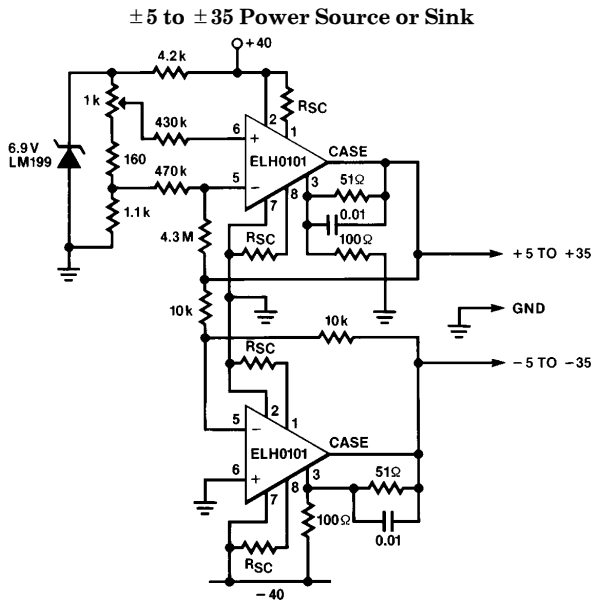 ±5 to ±35 Power Source or Sink
+40
4.2k
1k
RSC
2
1
430k
6
+
CASE
6.9V
LM199
160
ELH0101
470k
5
−
3
51Ω
7
8
1.1k
0.01
4.3M
RSC
100Ω
+5 TO +35
10k
GND
10k
RSC
−5 TO −35
2
1
5
−
CASE
ELH0101
6
+
3
51Ω
8
7
100Ω
0.01
RSC
−40